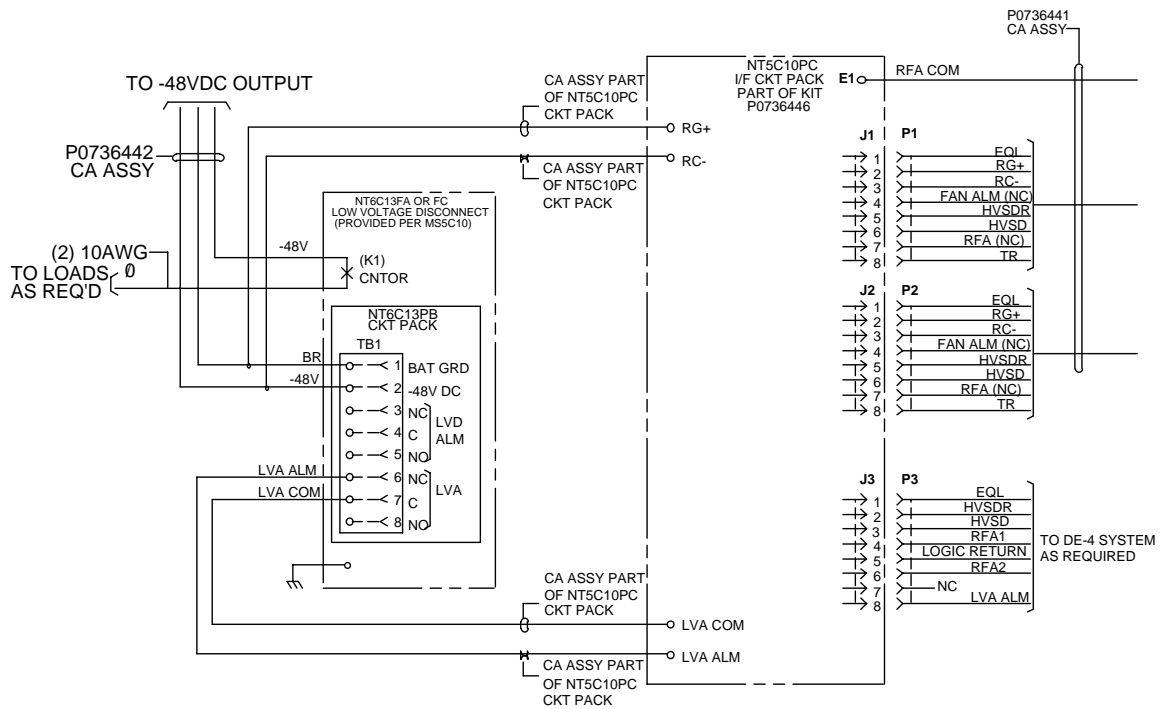 P0736441
CA ASSY
NT5C10PC
I/F CKT PACK
PART OF KIT
P0736446
E1
RFA COM
TO -48VDC OUTPUT
CA ASSY PART
OF NT5C10PC
CKT PACK
RG+
RC-
P0736442
CA ASSY
CA ASSY PART
OF NT5C10PC
CKT PACK
NT6C13FA OR FC
LOW VOLTAGE DISCONNECT
(PROVIDED PER MS5C10)
-48V
(K1)
CNTOR
(2) 10AWG
TO LOADS
AS REQ'D
NT6C13PB
CKT PACK
TB1
BR
1 BAT GRD
-48V
2 -48V DC
3 NC
4 C
5 NO
LVD
ALM
LVA ALM
6 NC
LVA COM
7 C
8 NO
LVA
J1 P1
1 EQL
2 RG+
3 RC-
4 FAN ALM (NC)
5 HVSDR
6 HVSD
7 RFA (NC)
8 TR
J2 P2
1 EQL
2 RG+
3 RC-
4 FAN ALM (NC)
5 HVSDR
6 HVSD
7 RFA (NC)
8 TR
J3 P3
1 EQL
2 HVSDR
3 HVSD
4 RFA1
5 LOGIC RETURN
6 RFA2
7 NC
8 LVA ALM
TO DE-4 SYSTEM
AS REQUIRED
CA ASSY PART
OF NT5C10PC
CKT PACK
LVA COM
LVA ALM
CA ASSY PART
OF NT5C10PC
CKT PACK